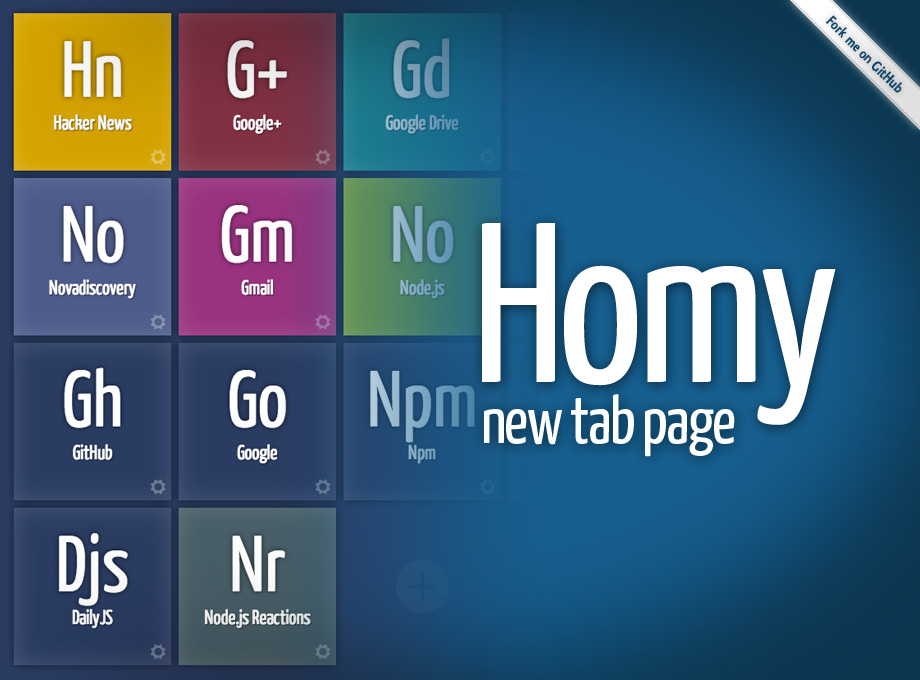 Hn
Hacker News
G+
Google+
Gd
Google Drive
Fork me on GitHub
No
Novadiscovery
Gm
Gmail
No
Node.js
Homy
new tab page
Gh
GitHub
Go
Google
Npm
Npm
Djs
DailyJS
Nr
Node.js Reactions